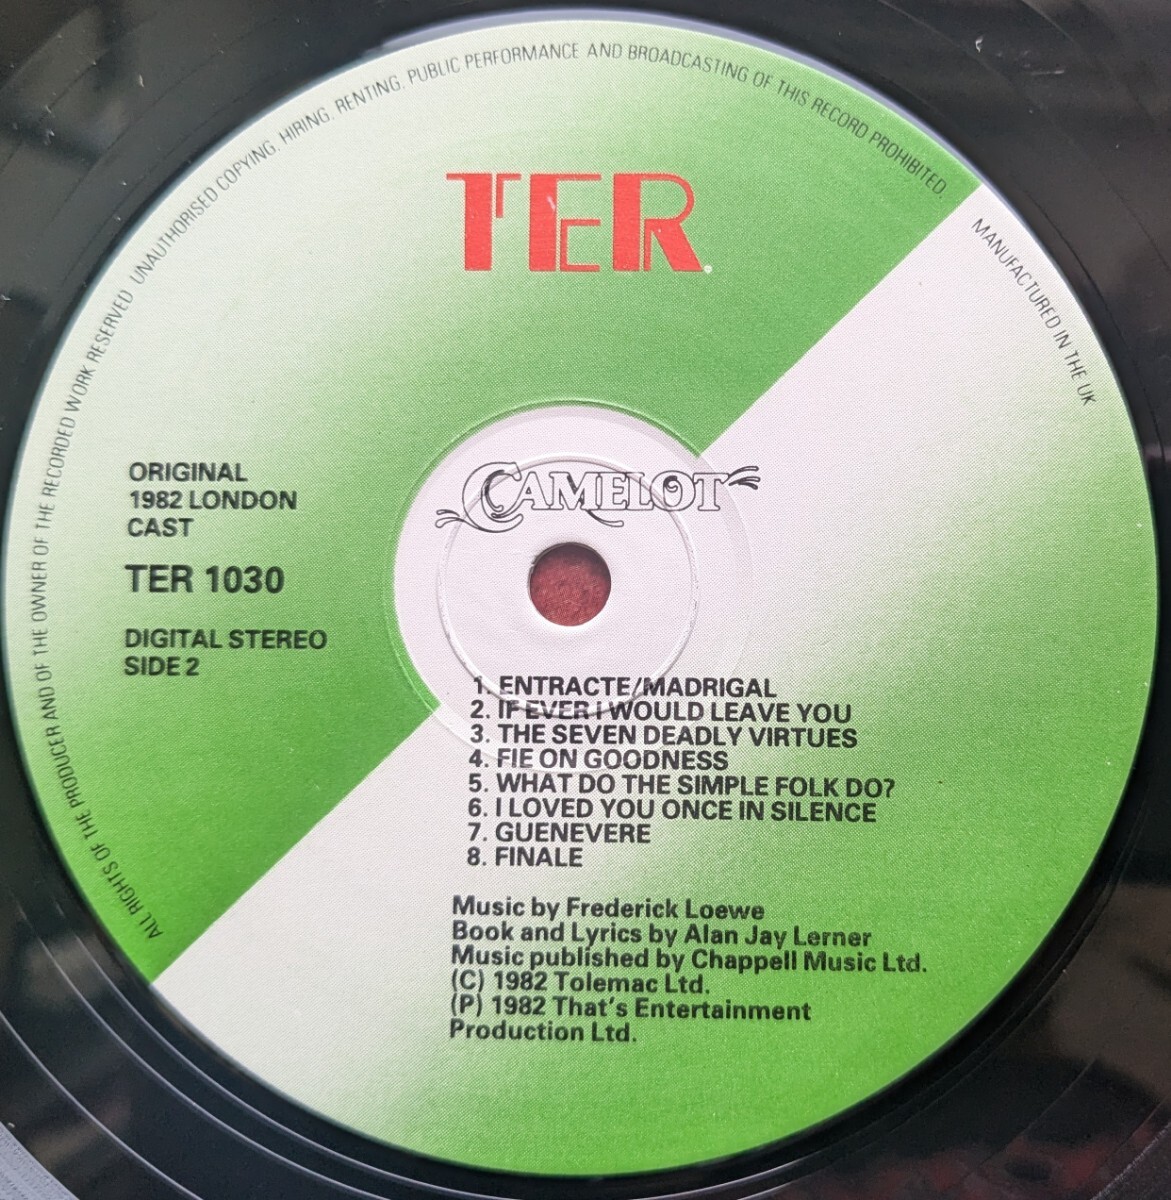 ALL RIGHTS OF THE PRODUCER AND OF THE OWNER OF THE RECORDED WORK RESERVED UNAUTHORISED COPYING, HIRING, RENTING, PUBLIC PERFORMANCE AND BROADCASTING OF THIS RECORD PROHIBITED.
MANUFACTURED IN THE UK
TER
ORIGINAL
1982 LONDON
CAST
TER 1030
DIGITAL STEREO
SIDE 2
CAMELOT
1. ENTRACTE/MADRIGAL
2. IF EVER I WOULD LEAVE YOU
3. THE SEVEN DEADLY VIRTUES
4. FIE ON GOODNESS
5. WHAT DO THE SIMPLE FOLK DO?
6. I LOVED YOU ONCE IN SILENCE
7. GUENEVERE
8. FINALE
Music by Frederick Loewe
Book and Lyrics by Alan Jay Lerner
Music published by Chappell Music Ltd.
(C) 1982 Tolemac Ltd.
(P) 1982 That's Entertainment
Production Ltd.